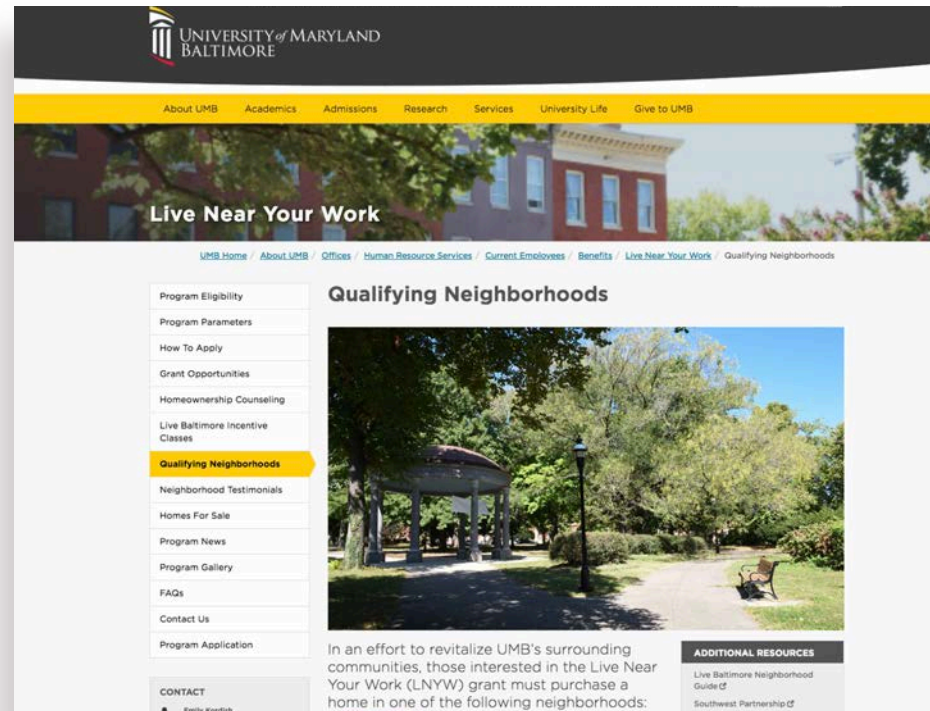 UNIVERSITY of MARYLAND
BALTIMORE
About UMB Academics Admissions Research Services University Life Give to UMB
Live Near Your Work
UMB Home / About UMB / Offices / Human Resource Services / Current Employees / Benefits / Live Near Your Work / Qualifying Neighborhoods
Program Eligibility
Program Parameters
How To Apply
Grant Opportunities
Homeownership Counseling
Live Baltimore Incentive
Classes
Qualifying Neighborhoods
Neighborhood Testimonials
Homes For Sale
Program News
Program Gallery
FAQs
Contact Us
Program Application
CONTACT
Qualifying Neighborhoods
In an effort to revitalize UMB's surrounding
communities, those interested in the Live Near
Your Work (LNYW) grant must purchase a
home in one of the following neighborhoods:
ADDITIONAL RESOURCES
Live Baltimore Neighborhood
Guide
Southwest Partnership